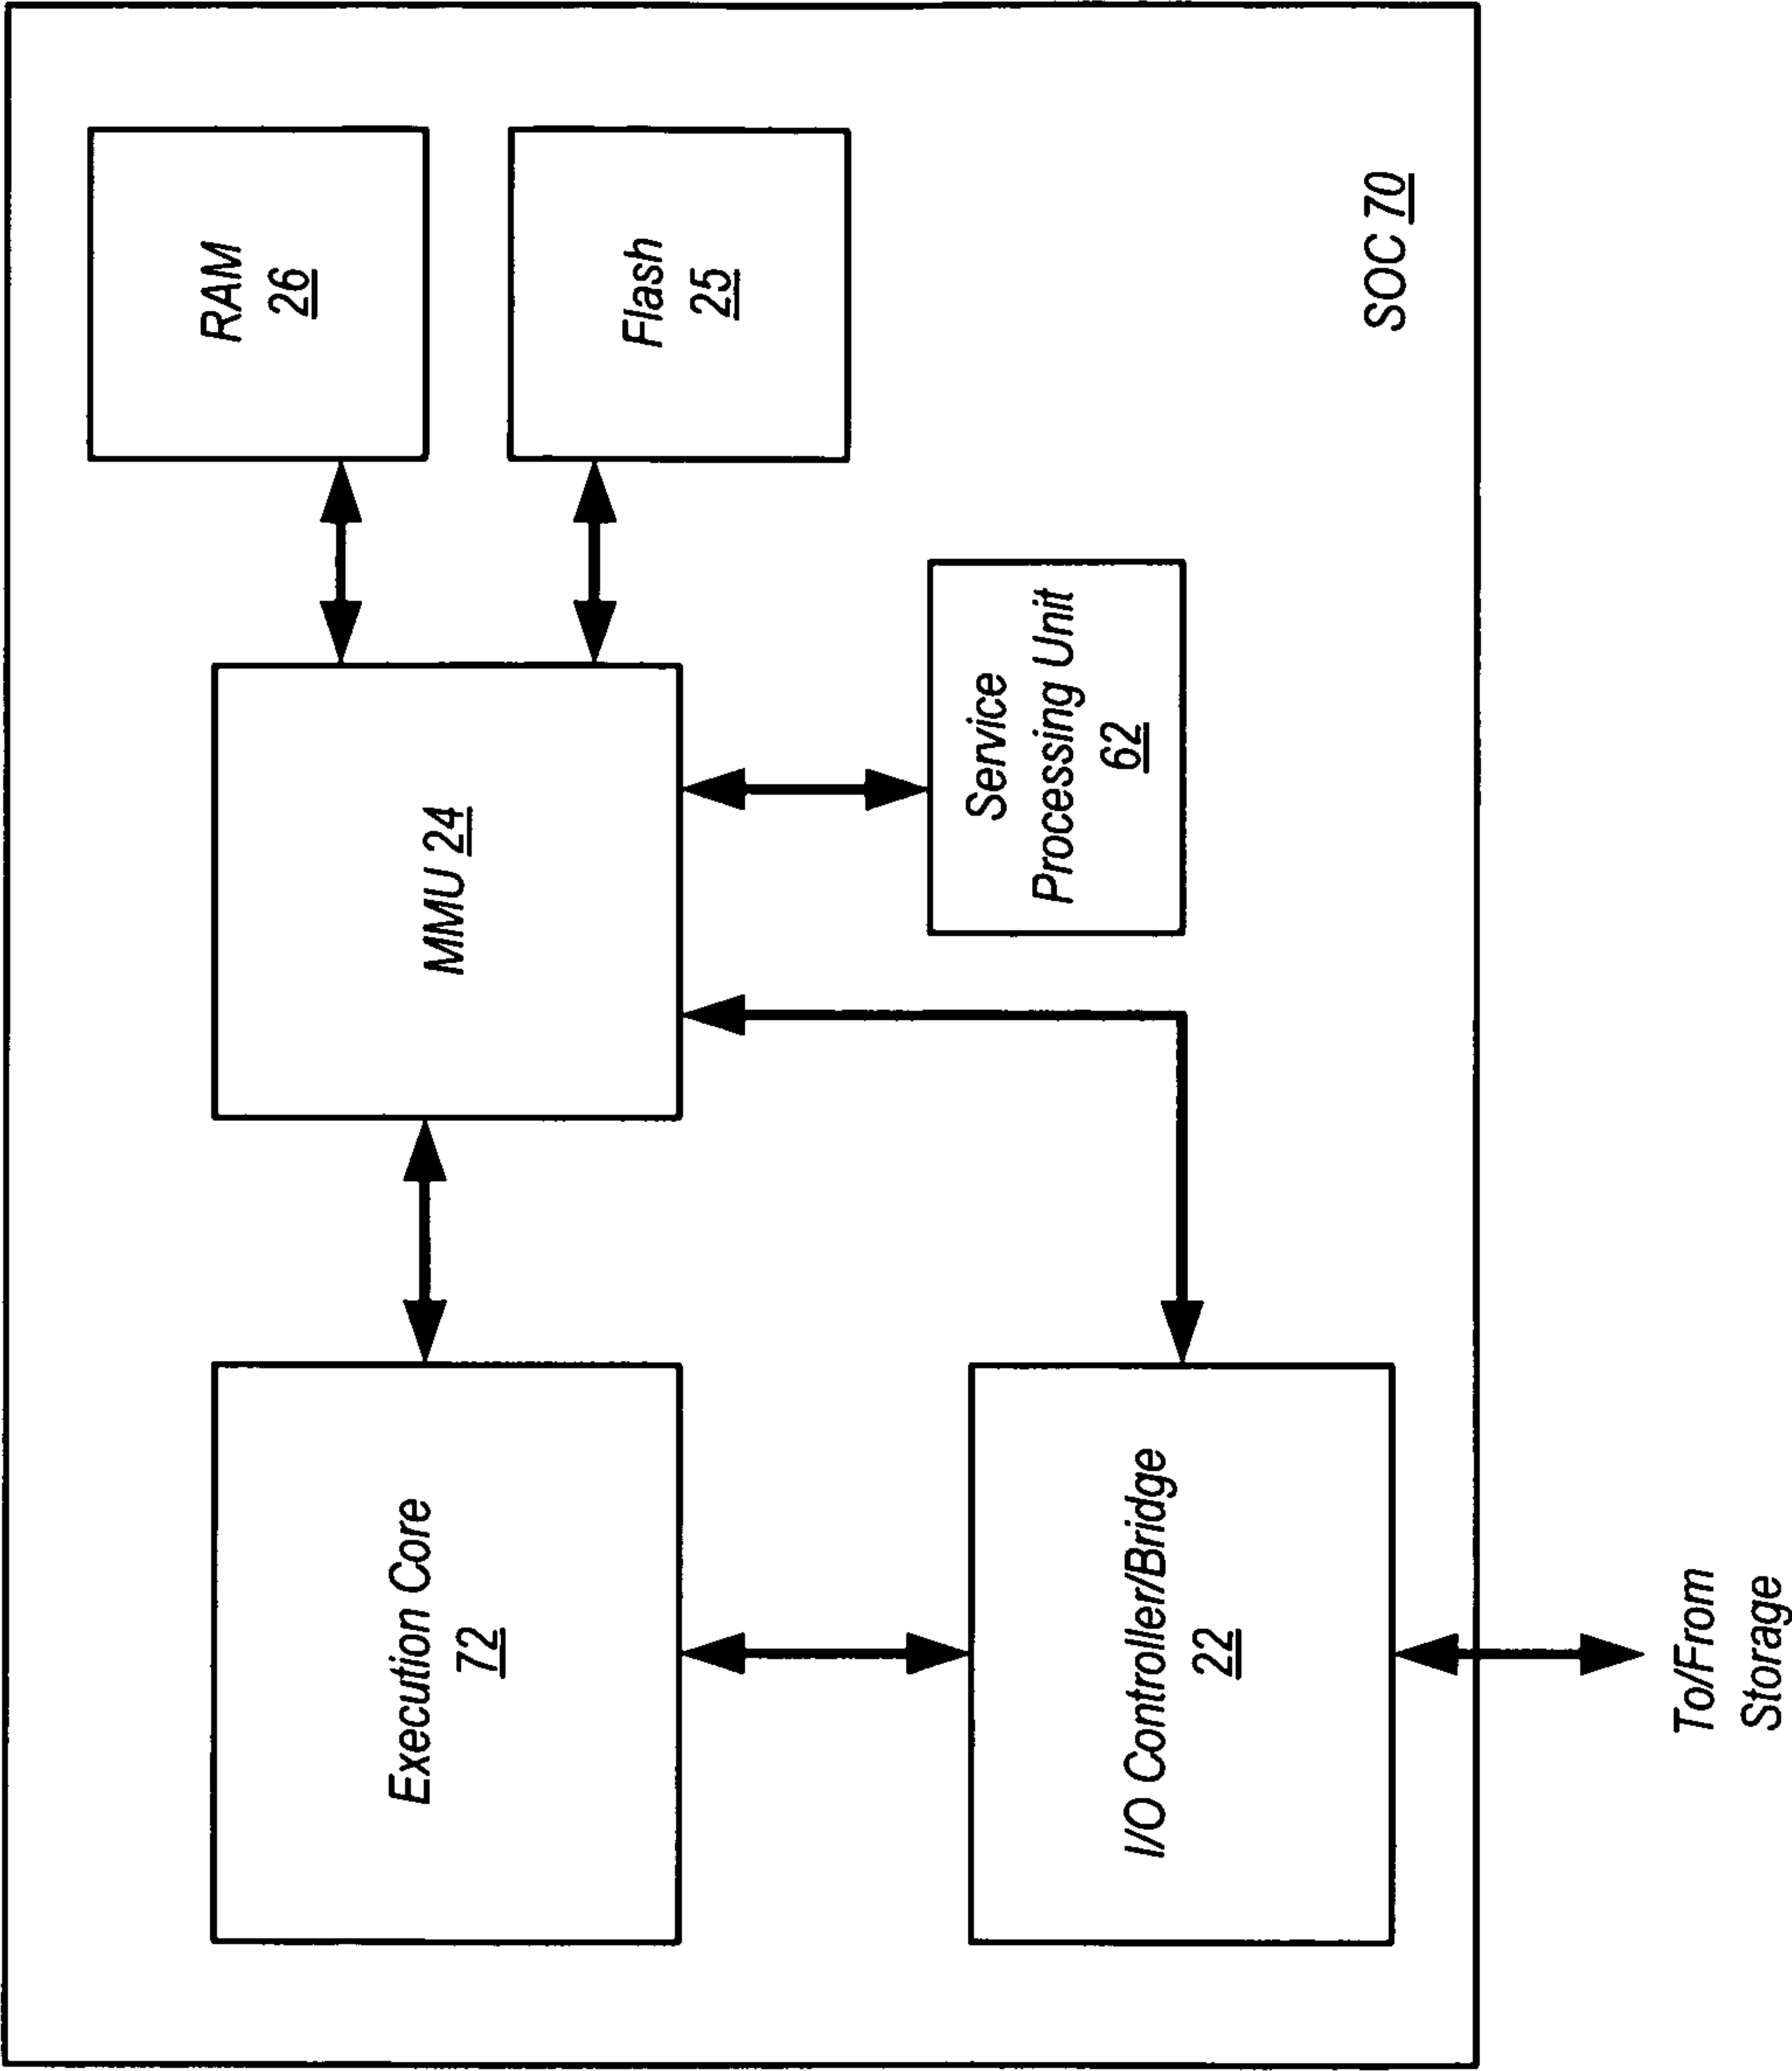 Execution Core
72
MMU 24
RAM
26
Flash
25
Service
Processing Unit
62
I/O Controller/Bridge
22
SOC 70
To/From
Storage